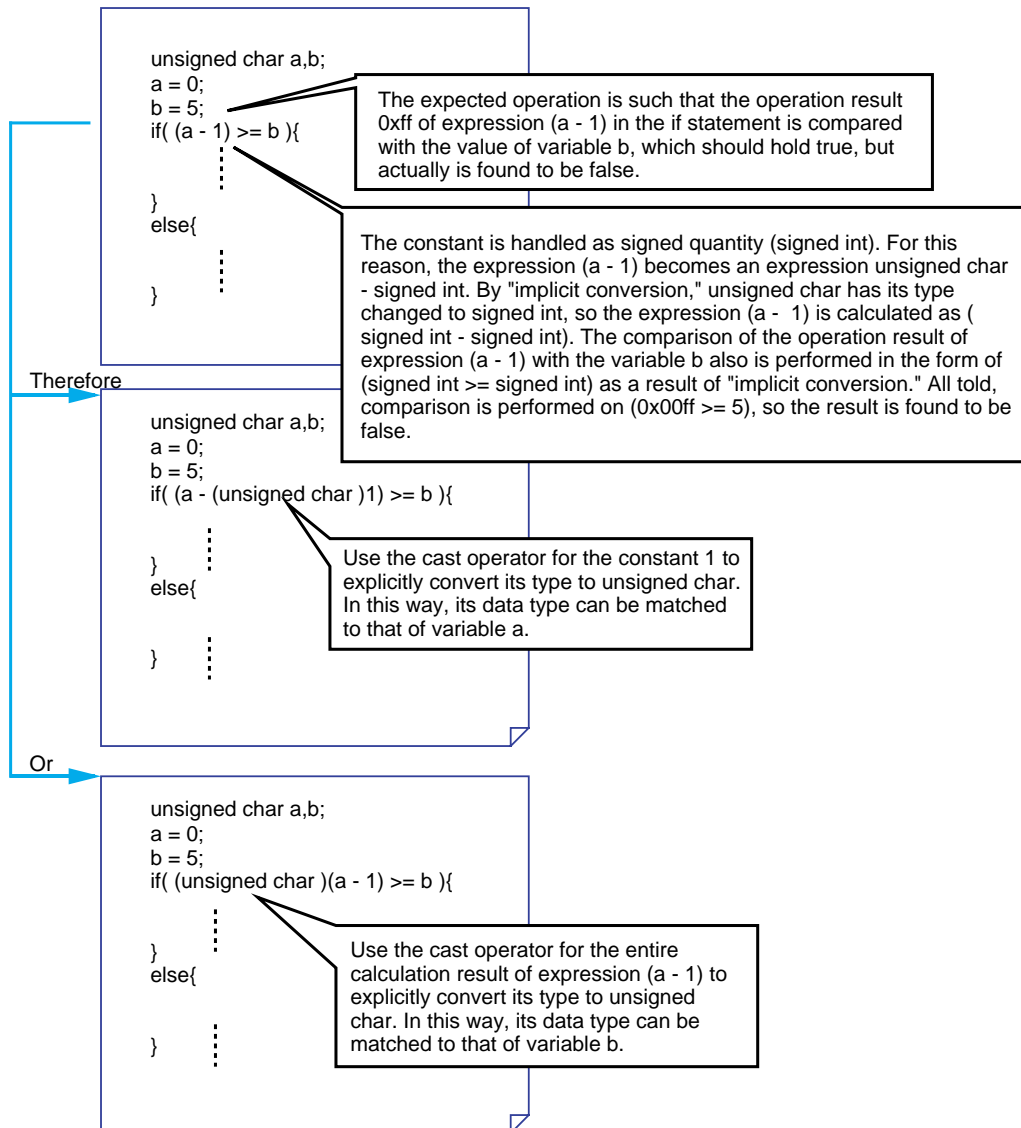 unsigned char a,b;
a = 0;
b = 5;
if( (a - 1) >= b ){
}
else{
}
The expected operation is such that the operation result
0xff of expression (a - 1) in the if statement is compared
with the value of variable b, which should hold true, but
actually is found to be false.
The constant is handled as signed quantity (signed int). For this
reason, the expression (a - 1) becomes an expression unsigned char
- signed int. By "implicit conversion," unsigned char has its type
changed to signed int, so the expression (a - 1) is calculated as (
signed int - signed int). The comparison of the operation result of
expression (a - 1) with the variable b also is performed in the form of
(signed int >= signed int) as a result of "implicit conversion." All told,
comparison is performed on (0x00ff >= 5), so the result is found to be
false.
Therefore
unsigned char a,b;
a = 0;
b = 5;
if( (a - (unsigned char )1) >= b ){
}
else{
}
Use the cast operator for the constant 1 to
explicitly convert its type to unsigned char.
In this way, its data type can be matched
to that of variable a.
Or
unsigned char a,b;
a = 0;
b = 5;
if( (unsigned char )(a - 1) >= b ){
}
else{
}
Use the cast operator for the entire
calculation result of expression (a - 1) to
explicitly convert its type to unsigned
char. In this way, its data type can be
matched to that of variable b.